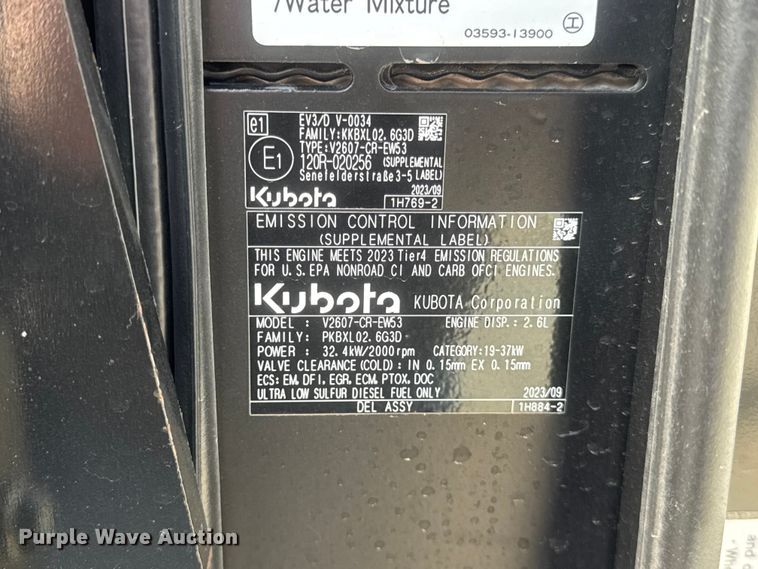 /Water Mixture
03593-13900 工
e1 EV3/D V-0034
FAMILY:KKBXL02.6G3D
TYPE:V2607-CR-EW53
E1 120R-020256 (SUPPLEMENTAL
Senefelderstraße3-5 LABEL)
2023/09
Kubota 1H769-2
EMISSION CONTROL INFORMATION
(SUPPLEMENTAL LABEL)
THIS ENGINE MEETS 2023 Tier4 EMISSION REGULATIONS
FOR U.S. EPA NONROAD CI AND CARB OFCI ENGINES.
Kubota KUBOTA Corporation
MODEL : V2607-CR-EW53 ENGINE DISP.: 2.6L
FAMILY: PKBXL02.6G3D
POWER : 32.4kW/2000rpm CATEGORY:19-37kW
VALVE CLEARANCE(COLD): IN 0.15mm EX 0.15mm
ECS: EM, DFI, EGR, ECM, PTOX, DOC
ULTRA LOW SULFUR DIESEL FUEL ONLY 2023/09
DEL ASSY 1H884-2
Purple Wave Auction
and